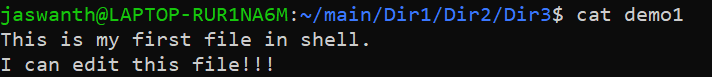 jaswanth@LAPTOP-RUR1NA6M:~/main/Dir1/Dir2/Dir3$ cat demo1
This is my first file in shell.
I can edit this file!!!